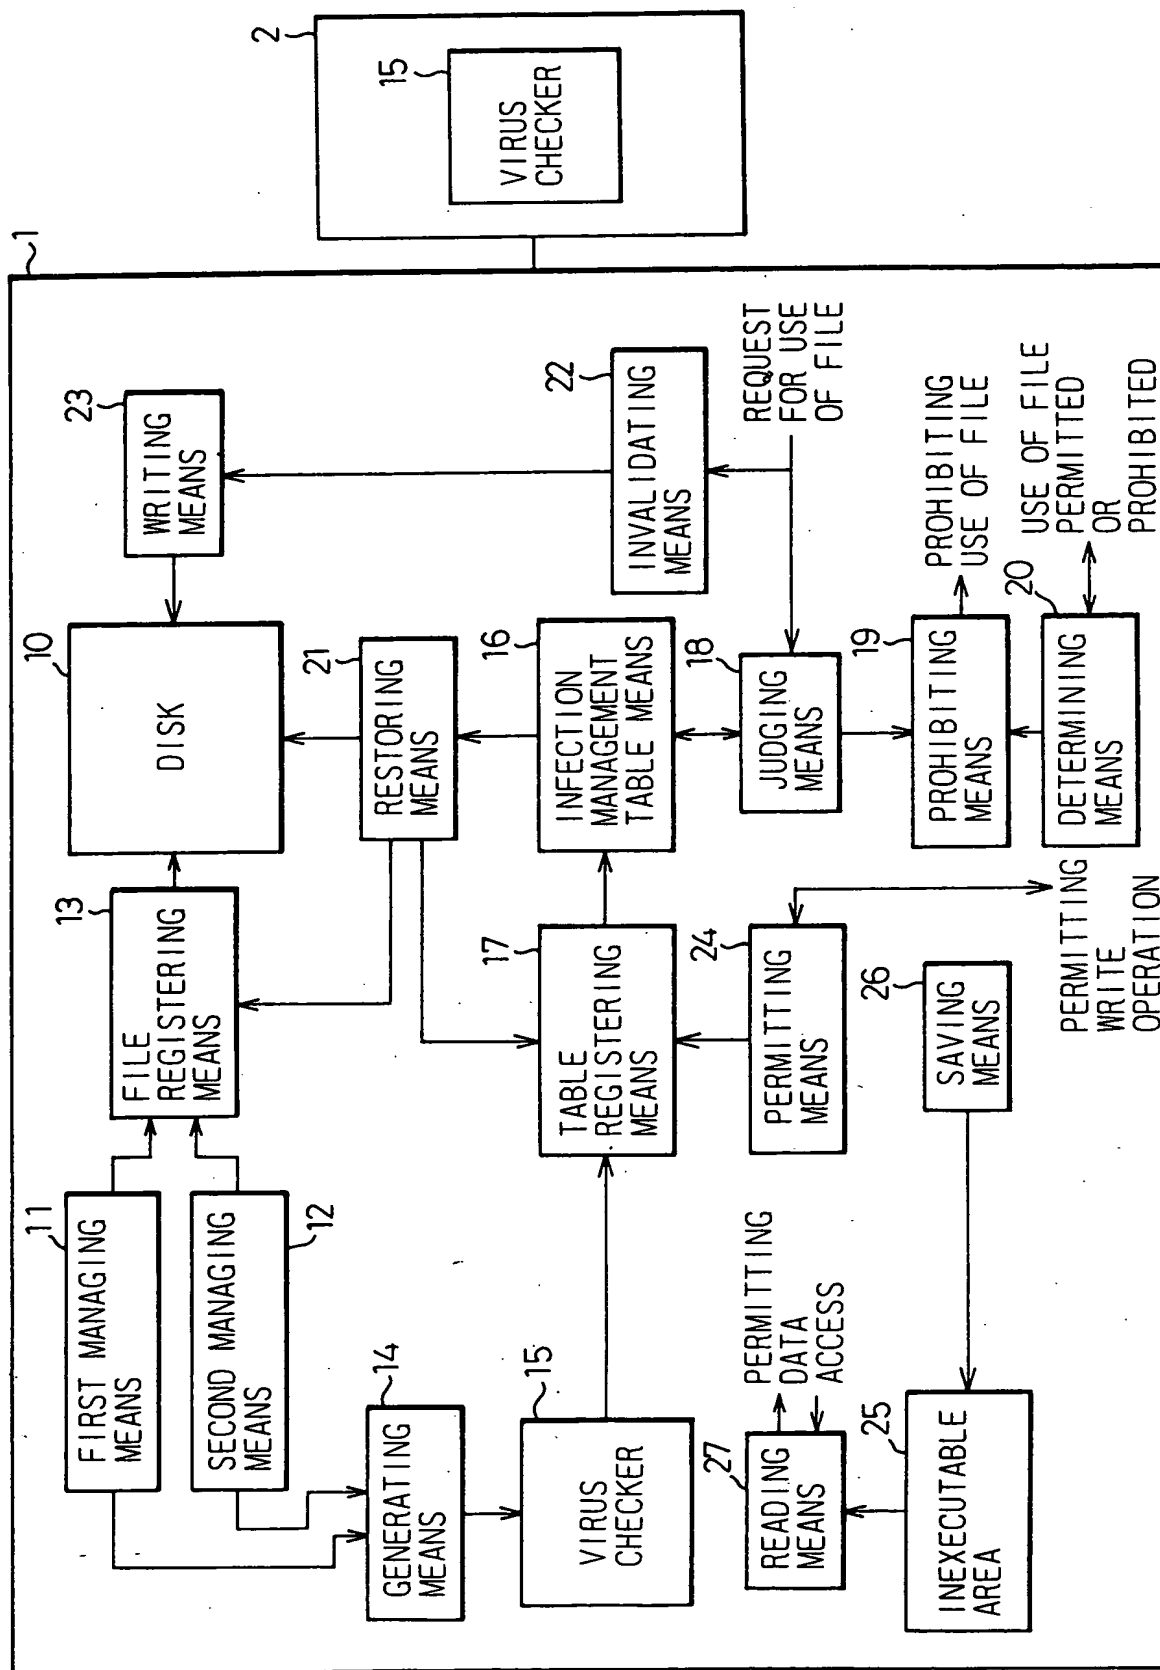 1
11
FIRST MANAGING
MEANS
SECOND MANAGING
MEANS
12
13
FILE
REGISTERING
MEANS
10
DISK
23
WRITING
MEANS
14
GENERATING
MEANS
21
RESTORING
MEANS
15
VIRUS
CHECKER
17
TABLE
REGISTERING
MEANS
16
INFECTION
MANAGEMENT
TABLE MEANS
22
INVALIDATING
MEANS
27
READING
MEANS
PERMITTING
DATA
ACCESS
24
PERMITTING
MEANS
18
JUDGING
MEANS
REQUEST
FOR USE
OF FILE
25
INEXECUTABLE
AREA
26
SAVING
MEANS
19
PROHIBITING
MEANS
PROHIBITING
USE OF FILE
PERMITTING
WRITE
OPERATION
20
DETERMINING
MEANS
USE OF FILE
PERMITTED
OR
PROHIBITED
2
15
VIRUS
CHECKER